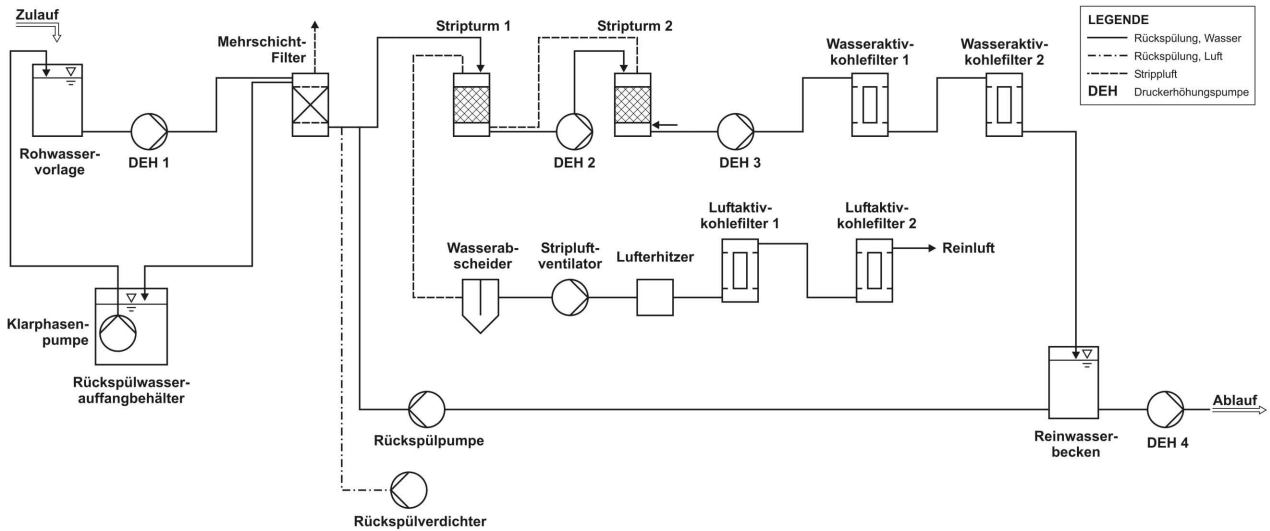 Zulauf
Rohwasser-
vorlage
DEH 1
Mehrschicht-
Filter
Stripturm 1
DEH 2
Stripturm 2
DEH 3
Wasseraktiv-
kohlefilter 1
Wasseraktiv-
kohlefilter 2
LEGENDE
Rückspülung, Wasser
Rückspülung, Luft
Strippluft
DEH Druckerhöhungspumpe
Klarphasen-
pumpe
Rückspülwasser-
auffangbehälter
Wasserab-
scheider
Stripluft-
ventilator
Lufterhitzer
Luftaktiv-
kohlefilter 1
Luftaktiv-
kohlefilter 2
Reinluft
Rückspülpumpe
Rückspülverdichter
Reinwasser-
becken
DEH 4
Ablauf